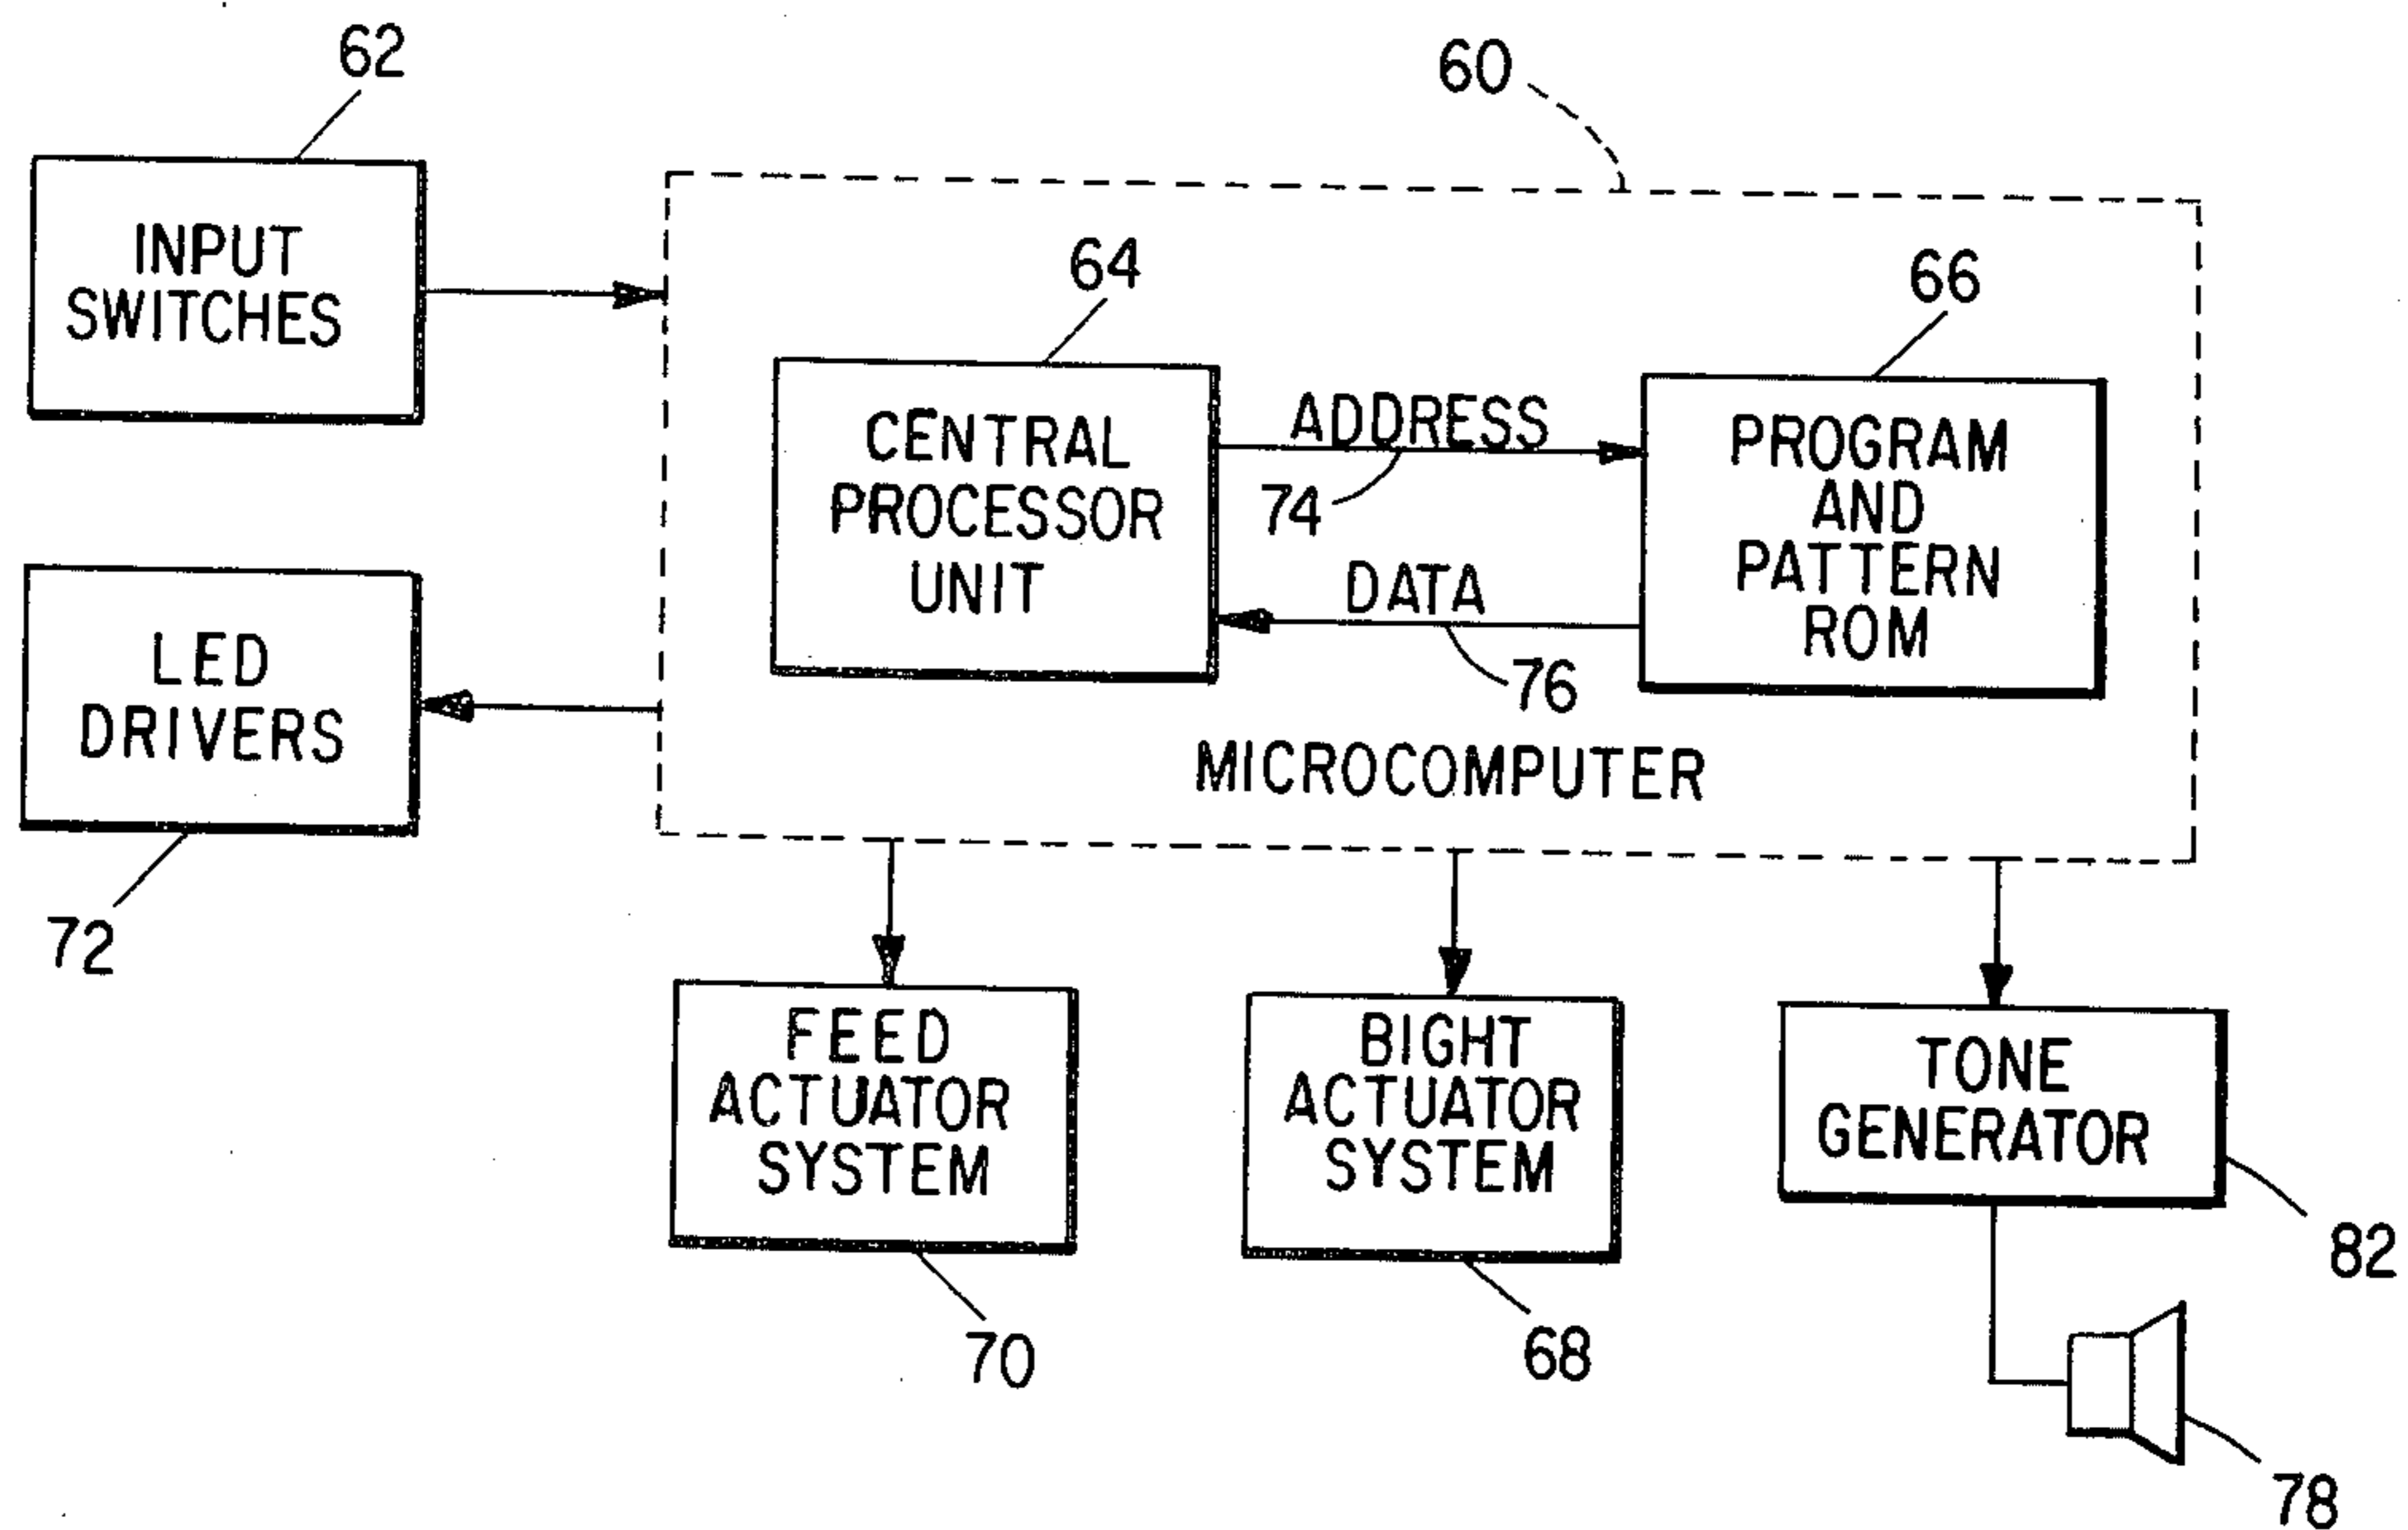 62
60
INPUT
SWITCHES
64
66
CENTRAL
PROCESSOR
UNIT
ADDRESS
74
DATA
76
PROGRAM
AND
PATTERN
ROM
MICROCOMPUTER
LED
DRIVERS
72
FEED
ACTUATOR
SYSTEM
70
BIGHT
ACTUATOR
SYSTEM
68
TONE
GENERATOR
82
78